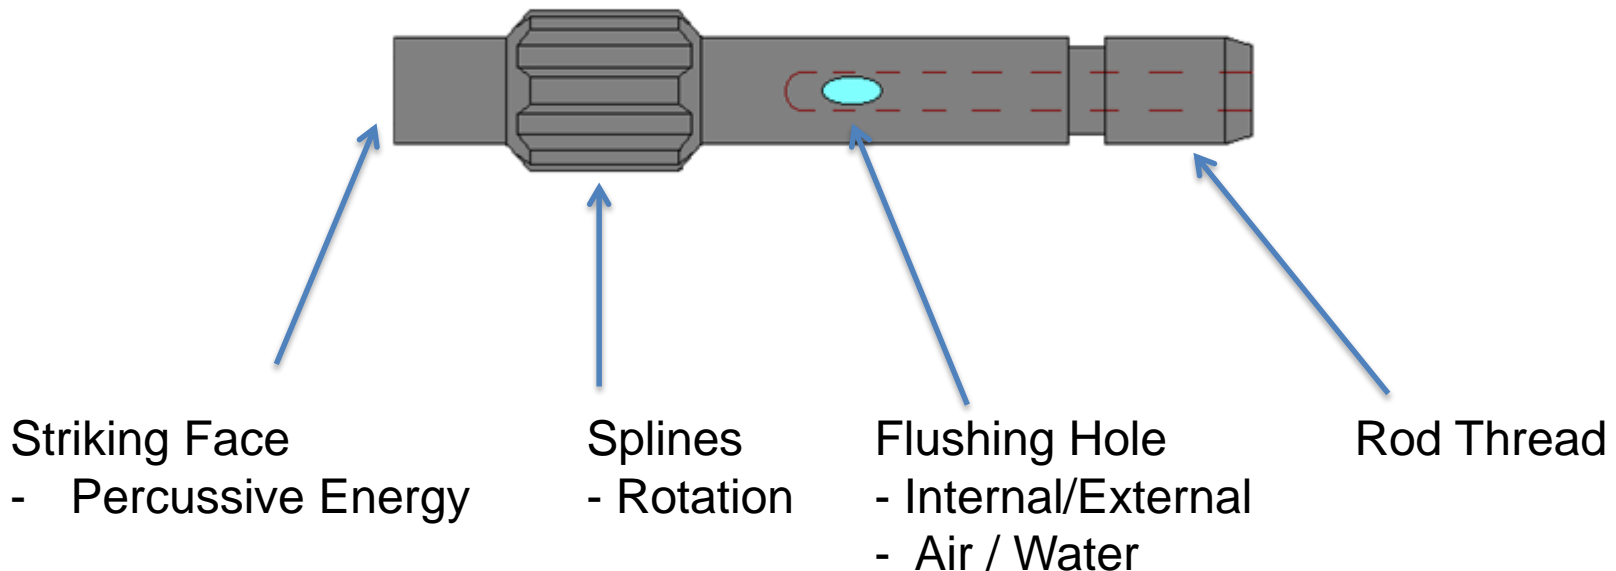 Striking Face
- Percussive Energy
Splines
- Rotation
Flushing Hole
- Internal/External
- Air / Water
Rod Thread